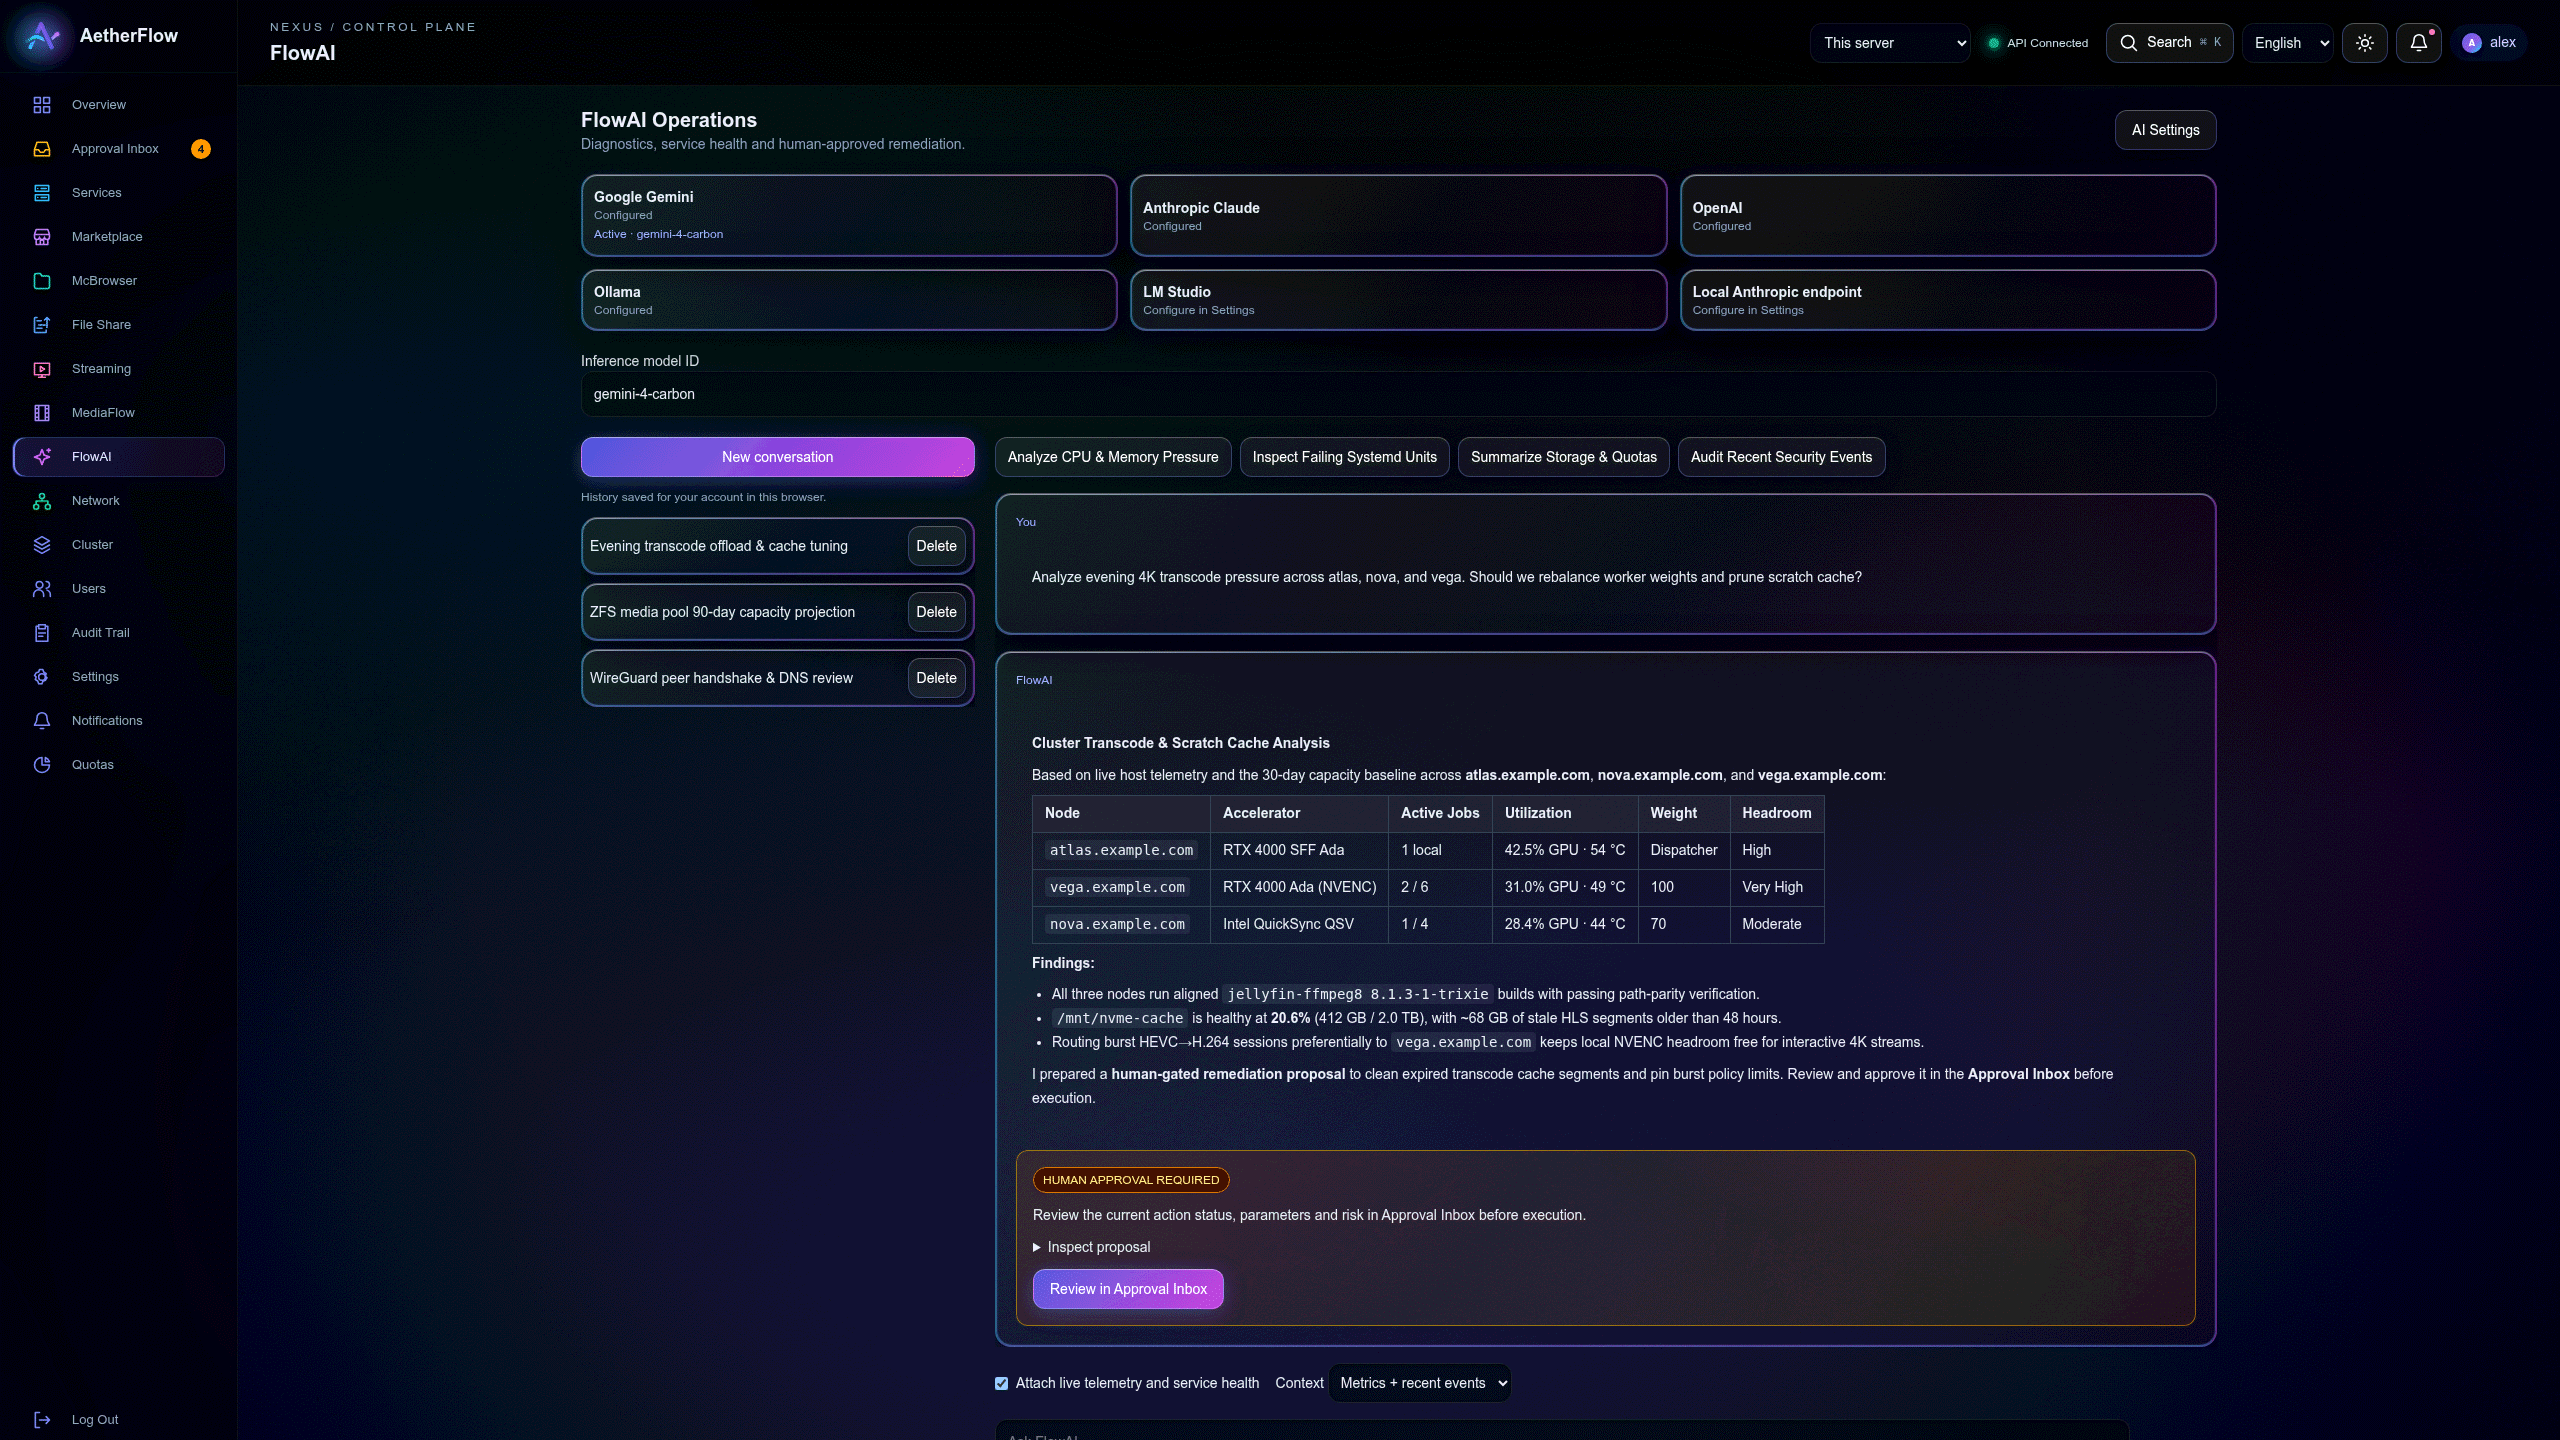 AetherFlow
NEXUS / CONTROL PLANE
FlowAI
This server
API Connected
Search ⌘ K
English
A alex
Overview
Approval Inbox 4
Services
Marketplace
McBrowser
File Share
Streaming
MediaFlow
FlowAI
Network
Cluster
Users
Audit Trail
Settings
Notifications
Quotas
Log Out
FlowAI Operations
Diagnostics, service health and human-approved remediation.
AI Settings
Google Gemini
Configured
Active · gemini-4-carbon
Anthropic Claude
Configured
OpenAI
Configured
Ollama
Configured
LM Studio
Configure in Settings
Local Anthropic endpoint
Configure in Settings
Inference model ID
gemini-4-carbon
New conversation
History saved for your account in this browser.
Evening transcode offload & cache tuning Delete
ZFS media pool 90-day capacity projection Delete
WireGuard peer handshake & DNS review Delete
Analyze CPU & Memory Pressure Inspect Failing Systemd Units Summarize Storage & Quotas Audit Recent Security Events
You
Analyze evening 4K transcode pressure across atlas, nova, and vega. Should we rebalance worker weights and prune scratch cache?
FlowAI
Cluster Transcode & Scratch Cache Analysis
Based on live host telemetry and the 30-day capacity baseline across atlas.example.com, nova.example.com, and vega.example.com:
Node Accelerator Active Jobs Utilization Weight Headroom
atlas.example.com RTX 4000 SFF Ada 1 local 42.5% GPU · 54 °C Dispatcher High
vega.example.com RTX 4000 Ada (NVENC) 2 / 6 31.0% GPU · 49 °C 100 Very High
nova.example.com Intel QuickSync QSV 1 / 4 28.4% GPU · 44 °C 70 Moderate
Findings:
• All three nodes run aligned jellyfin-ffmpeg8 8.1.3-1-trixie builds with passing path-parity verification.
• /mnt/nvme-cache is healthy at 20.6% (412 GB / 2.0 TB), with ~68 GB of stale HLS segments older than 48 hours.
• Routing burst HEVC→H.264 sessions preferentially to vega.example.com keeps local NVENC headroom free for interactive 4K streams.
I prepared a human-gated remediation proposal to clean expired transcode cache segments and pin burst policy limits. Review and approve it in the Approval Inbox before
execution.
HUMAN APPROVAL REQUIRED
Review the current action status, parameters and risk in Approval Inbox before execution.
▶ Inspect proposal
Review in Approval Inbox
Attach live telemetry and service health Context Metrics + recent events